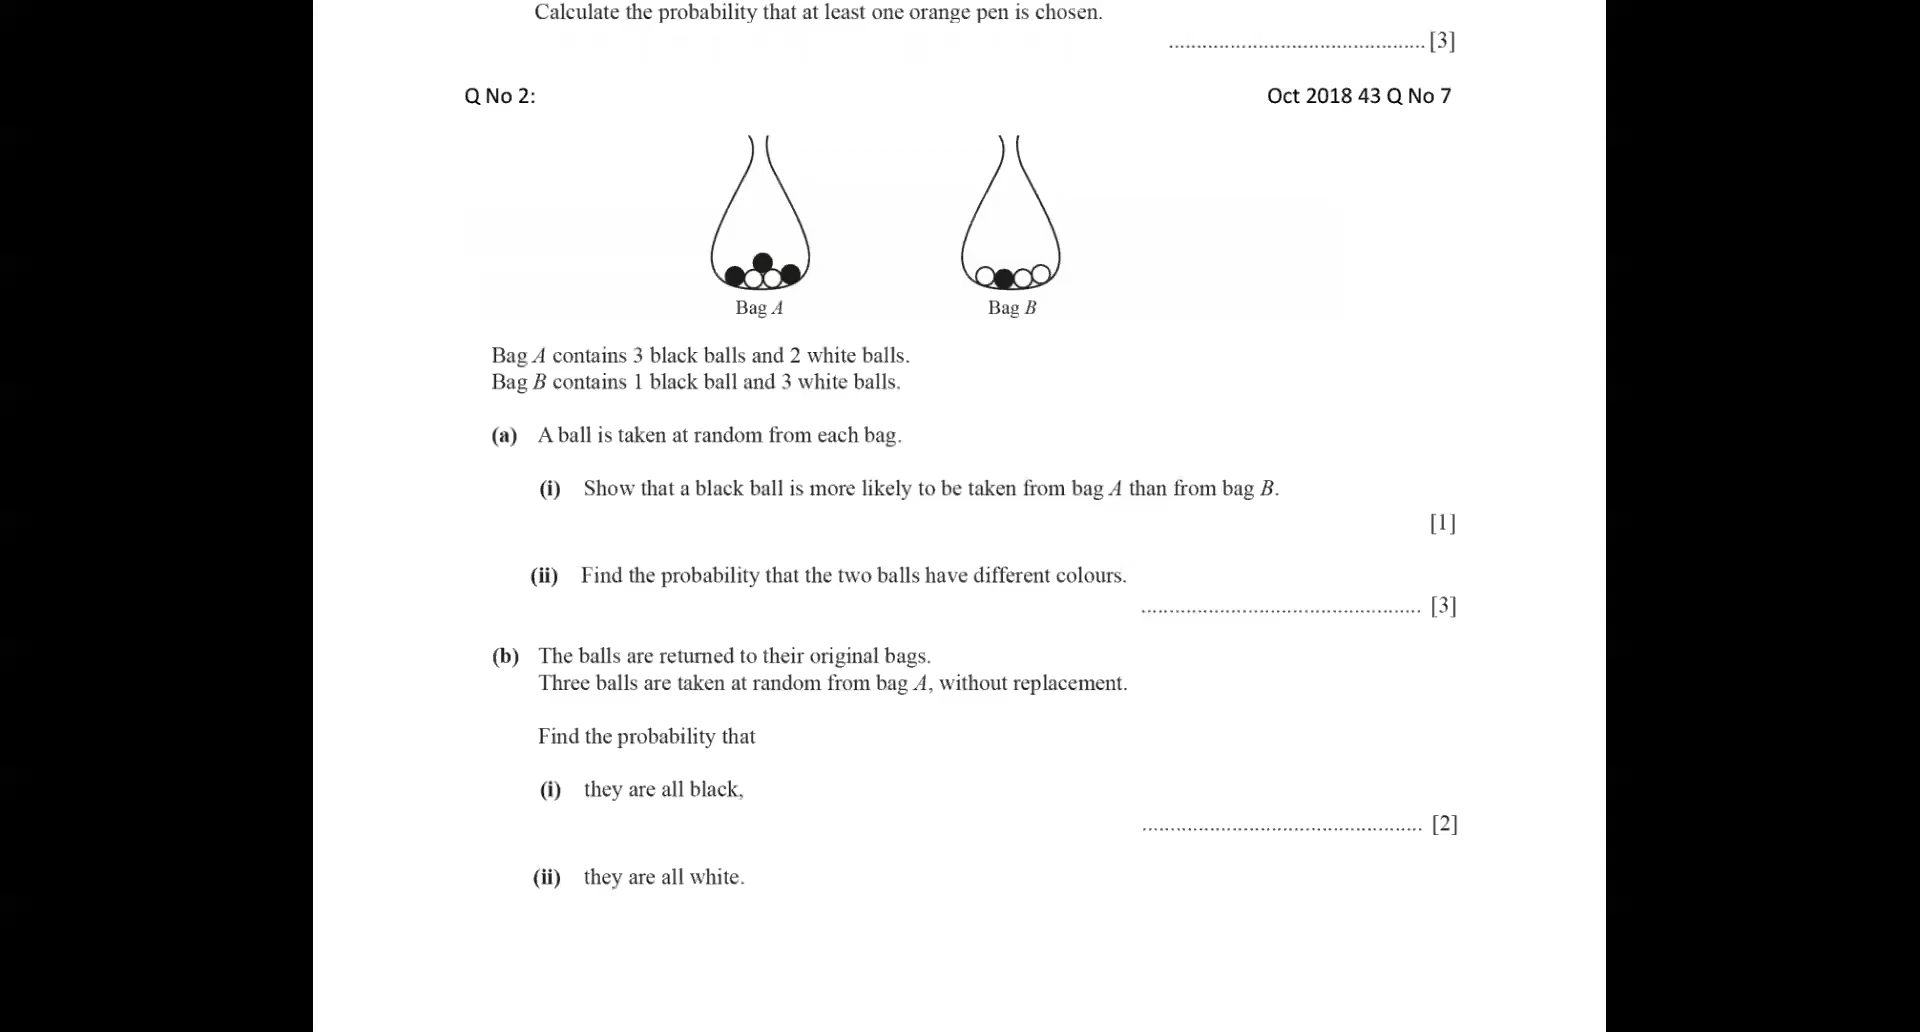 Calculate the probability that at least one orange pen is chosen.
.............................................. [3]
Q No 2: Oct 2018 43 Q No 7
Bag A Bag B
Bag A contains 3 black balls and 2 white balls.
Bag B contains 1 black ball and 3 white balls.
(a) A ball is taken at random from each bag.
(i) Show that a black ball is more likely to be taken from bag A than from bag B.
[1]
(ii) Find the probability that the two balls have different colours.
.................................................. [3]
(b) The balls are returned to their original bags.
Three balls are taken at random from bag A, without replacement.
Find the probability that
(i) they are all black,
.................................................. [2]
(ii) they are all white.